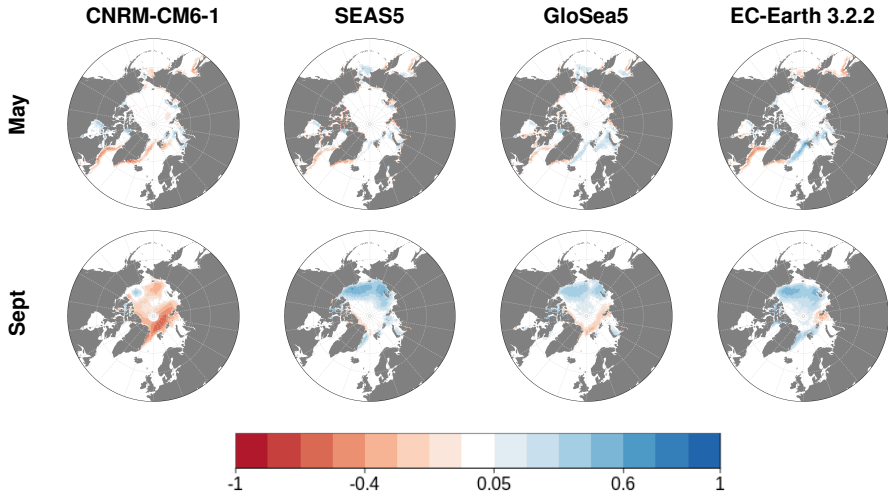 CNRM-CM6-1 SEAS5 GloSea5 EC-Earth 3.2.2
May
Sept
-1 -0.4 0.05 0.6 1